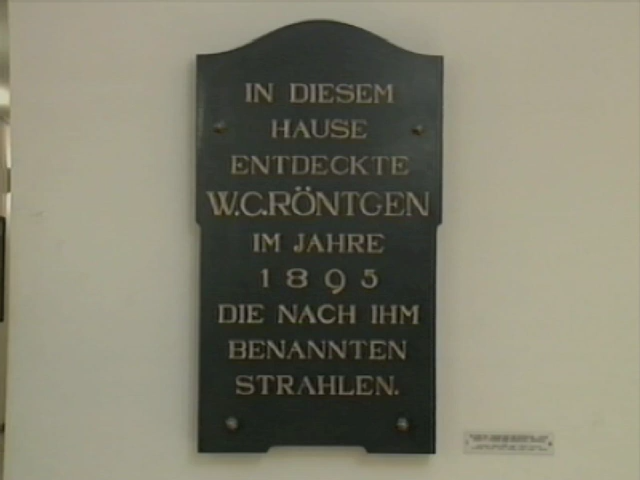 IN DIESEM
HAUSE
ENTDECKTE
W.C.RÖNTGEN
IM JAHRE
1895
DIE NACH IHM
BENANNTEN
STRAHLEN.